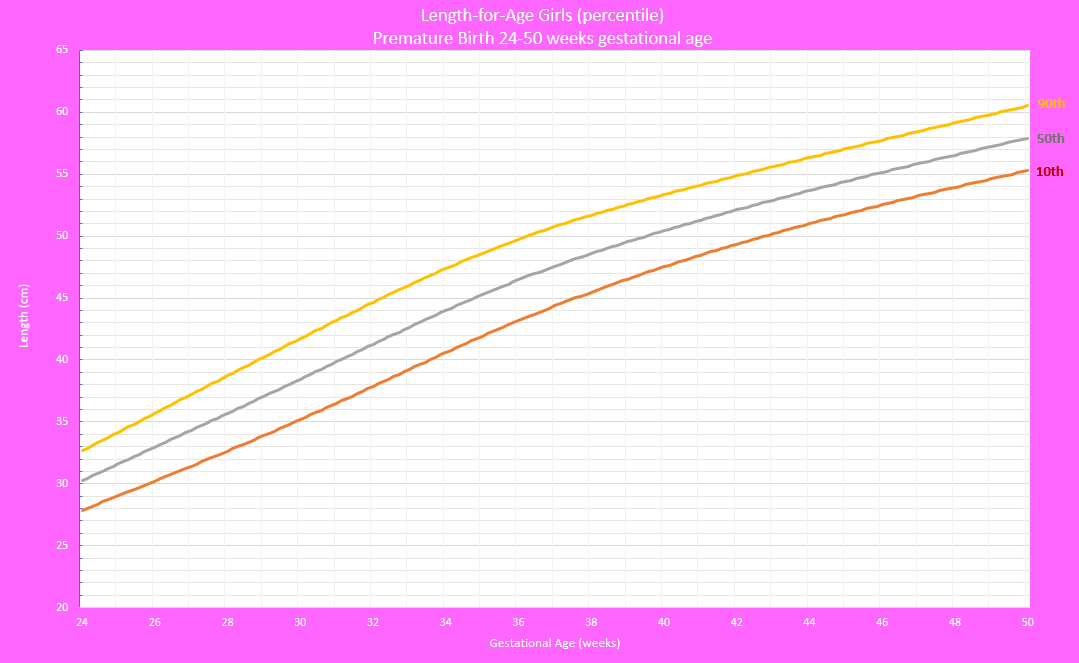 Length-for-Age Girls (percentile)
Premature Birth 24-50 weeks gestational age
65
60
55
50
45
40
35
30
25
20
Length (cm)
90th
50th
10th
24 26 28 30 32 34 36 38 40 42 44 46 48 50
Gestational Age (weeks)